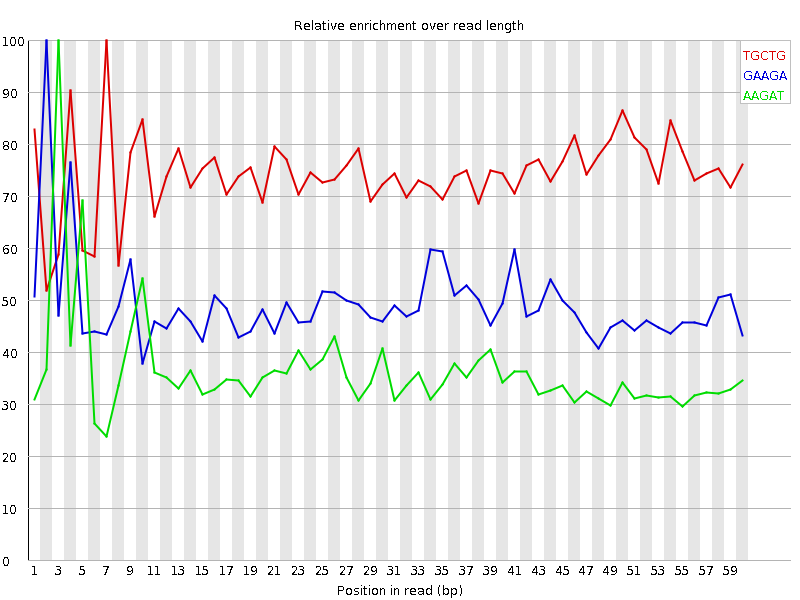 Relative enrichment over read length
100
90
80
70
60
50
40
30
20
10
0
TGCTG
GAAGA
AAGAT
1 3 5 7 9 11 13 15 17 19 21 23 25 27 29 31 33 35 37 39 41 43 45 47 49 51 53 55 57 59
Position in read (bp)